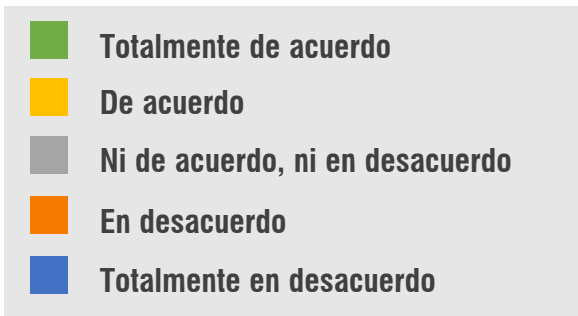 Totalmente de acuerdo
De acuerdo
Ni de acuerdo, ni en desacuerdo
En desacuerdo
Totalmente en desacuerdo